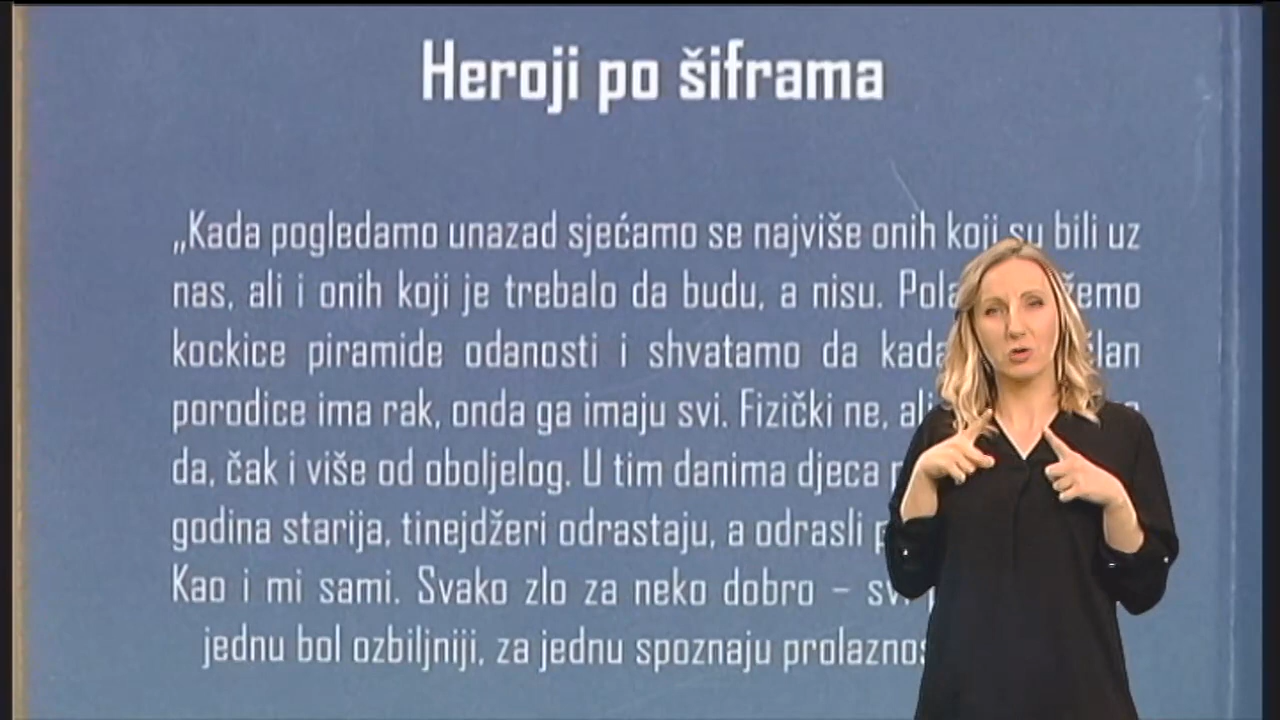 Heroji po šiframa
„Kada pogledamo unazad sjećamo se najviše onih koji su bili uz
nas, ali i onih koji je trebalo da budu, a nisu.
kockice piramide odanosti i shvatamo da kada
porodice ima rak, onda ga imaju svi. Fizički ne, ali
da, čak i više od oboljelog. U tim danima djeca
godina starija, tinejdžeri odrastaju, a odrasli
Kao i mi sami. Svako zlo za neko dobro –
jednu bol ozbiljniji, za jednu spoznaju